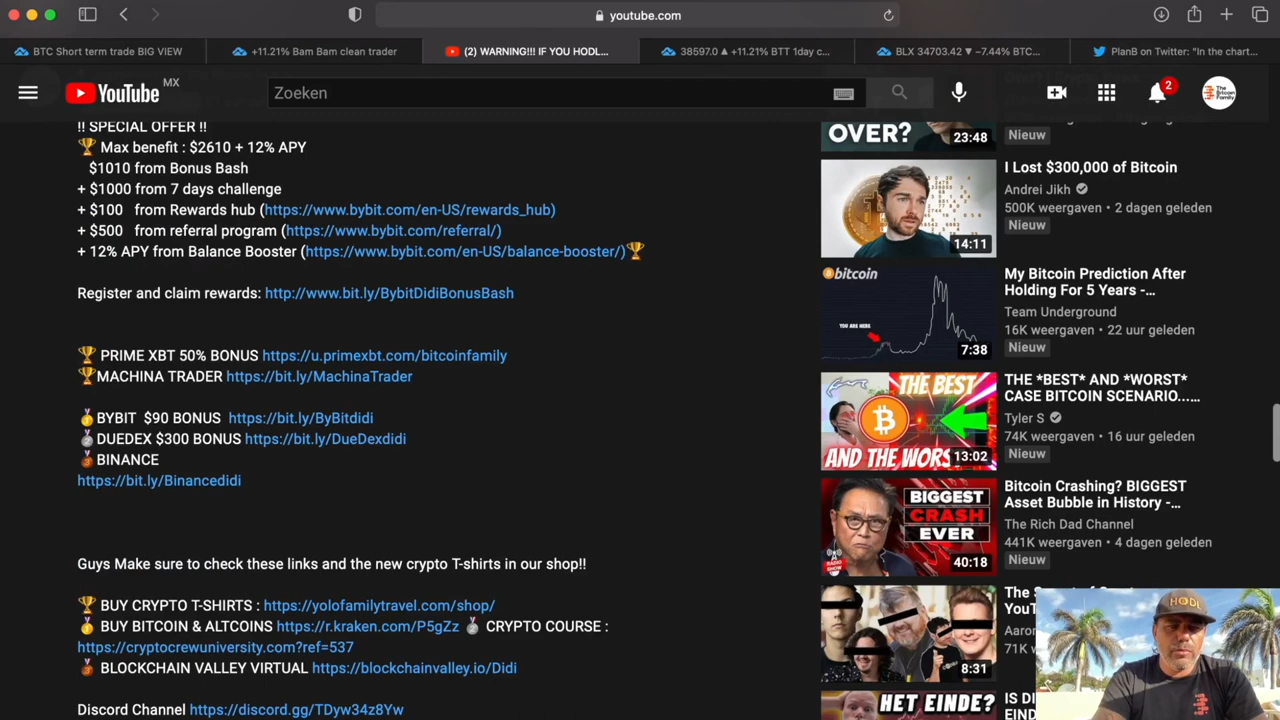 youtube.com
BTC Short term trade BIG VIEW
+11.21% Bam Bam clean trader
(2) WARNING!!! IF YOU HODL...
38597.0 ▲ +11.21% BTT 1day c...
BLX 34703.42 ▼ −7.44% BTC...
PlanB on Twitter: "In the chart...
YouTube MX
Zoeken
2
The Bitcoin Family
!! SPECIAL OFFER !!
🏆 Max benefit : $2610 + 12% APY
$1010 from Bonus Bash
+ $1000 from 7 days challenge
+ $100 from Rewards hub (https://www.bybit.com/en-US/rewards_hub)
+ $500 from referral program (https://www.bybit.com/referral/)
+ 12% APY from Balance Booster (https://www.bybit.com/en-US/balance-booster/)🏆
Register and claim rewards: http://www.bit.ly/BybitDidiBonusBash
🏆 PRIME XBT 50% BONUS https://u.primexbt.com/bitcoinfamily
🏆MACHINA TRADER https://bit.ly/MachinaTrader
🥇BYBIT $90 BONUS https://bit.ly/ByBitdidi
🥈DUEDEX $300 BONUS https://bit.ly/DueDexdidi
🥉BINANCE
https://bit.ly/Binancedidi
Guys Make sure to check these links and the new crypto T-shirts in our shop!!
🏆 BUY CRYPTO T-SHIRTS : https://yolofamilytravel.com/shop/
🥇 BUY BITCOIN & ALTCOINS https://r.kraken.com/P5gZz 🥈 CRYPTO COURSE :
https://cryptocrewuniversity.com?ref=537
🥉 BLOCKCHAIN VALLEY VIRTUAL https://blockchainvalley.io/Didi
Discord Channel https://discord.gg/TDyw34z8Yw
OVER?
23:48
Nieuw
14:11
I Lost $300,000 of Bitcoin
Andrei Jikh
500K weergaven • 2 dagen geleden
Nieuw
bitcoin
YOU ARE HERE
7:38
My Bitcoin Prediction After
Holding For 5 Years -...
Team Underground
16K weergaven • 22 uur geleden
Nieuw
THE BEST
AND THE WORS
13:02
THE *BEST* AND *WORST*
CASE BITCOIN SCENARIO...…
Tyler S
74K weergaven • 16 uur geleden
Nieuw
BIGGEST
CRASH
EVER
RADIO SHOW
40:18
Bitcoin Crashing? BIGGEST
Asset Bubble in History -...
The Rich Dad Channel
441K weergaven • 4 dagen geleden
Nieuw
8:31
The S
YouT
Aaron
71K
HET EINDE?
IS DI
EIND
HODL